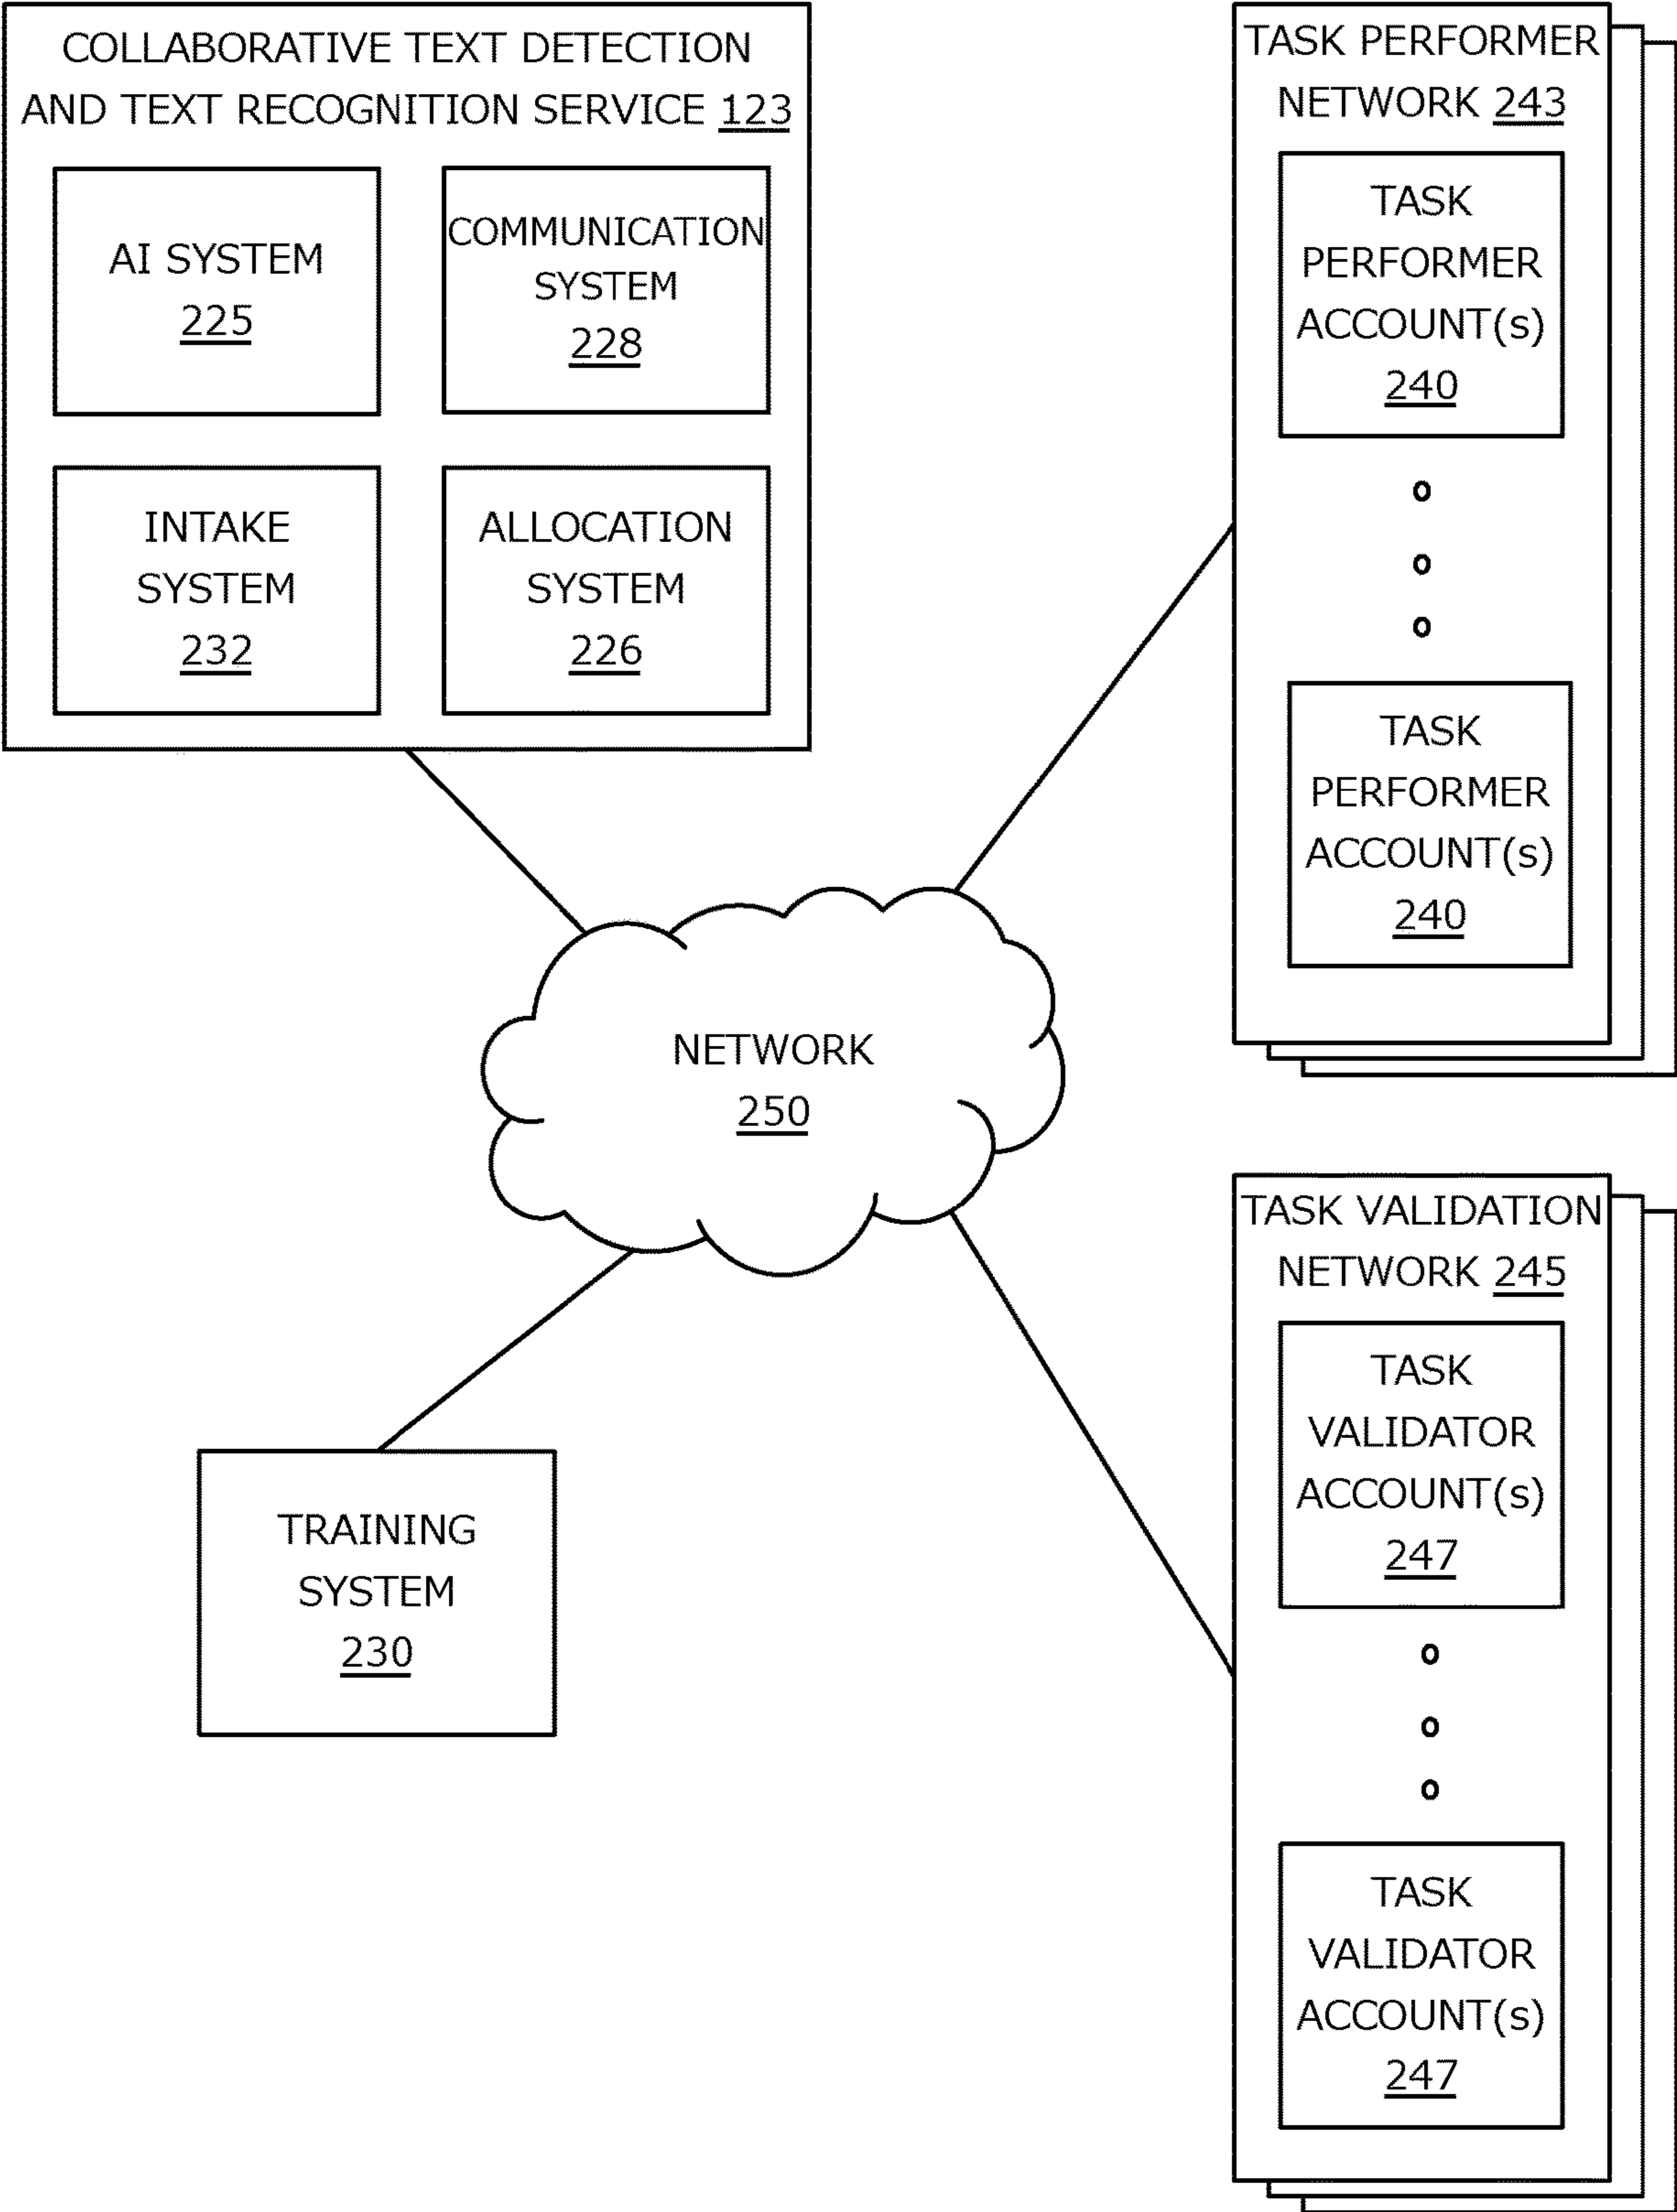 COLLABORATIVE TEXT DETECTION
AND TEXT RECOGNITION SERVICE 123
AI SYSTEM
225
COMMUNICATION
SYSTEM
228
INTAKE
SYSTEM
232
ALLOCATION
SYSTEM
226
TASK PERFORMER
NETWORK 243
TASK
PERFORMER
ACCOUNT(s)
240
TASK
PERFORMER
ACCOUNT(s)
240
NETWORK
250
TRAINING
SYSTEM
230
TASK VALIDATION
NETWORK 245
TASK
VALIDATOR
ACCOUNT(s)
247
TASK
VALIDATOR
ACCOUNT(s)
247